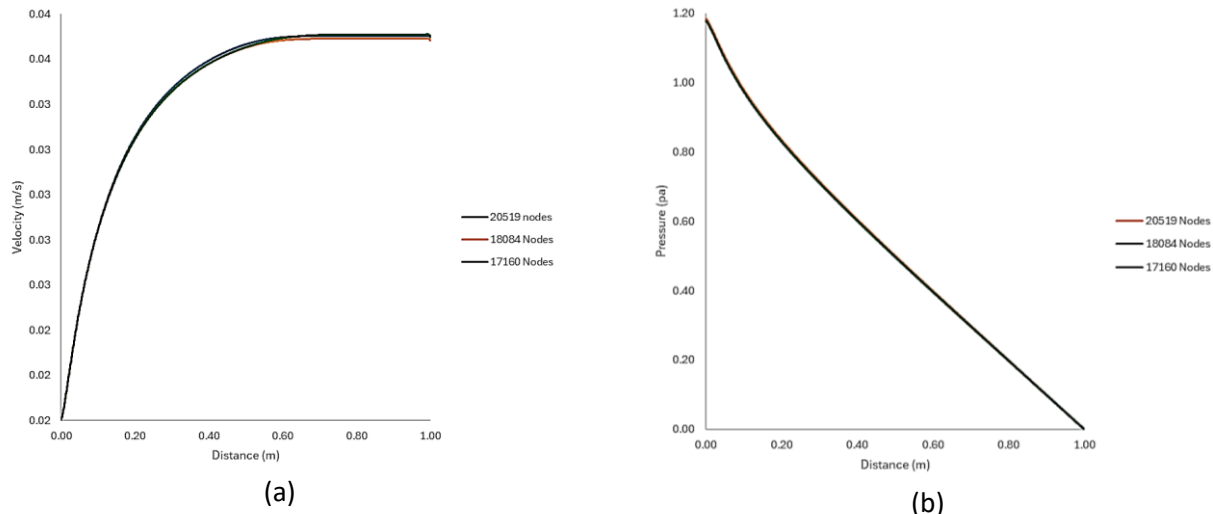 0.04
0.04
0.03
0.03
0.03
0.03
0.03
0.02
0.02
0.02
Velocity (m/s)
0.00 0.20 0.40 0.60 0.80 1.00
Distance (m)
20519 nodes
18084 Nodes
17160 Nodes
(a)
1.20
1.00
0.80
0.60
0.40
0.20
0.00
Pressure (pa)
0.00 0.20 0.40 0.60 0.80 1.00
Distance (m)
20519 Nodes
18084 Nodes
17160 Nodes
(b)